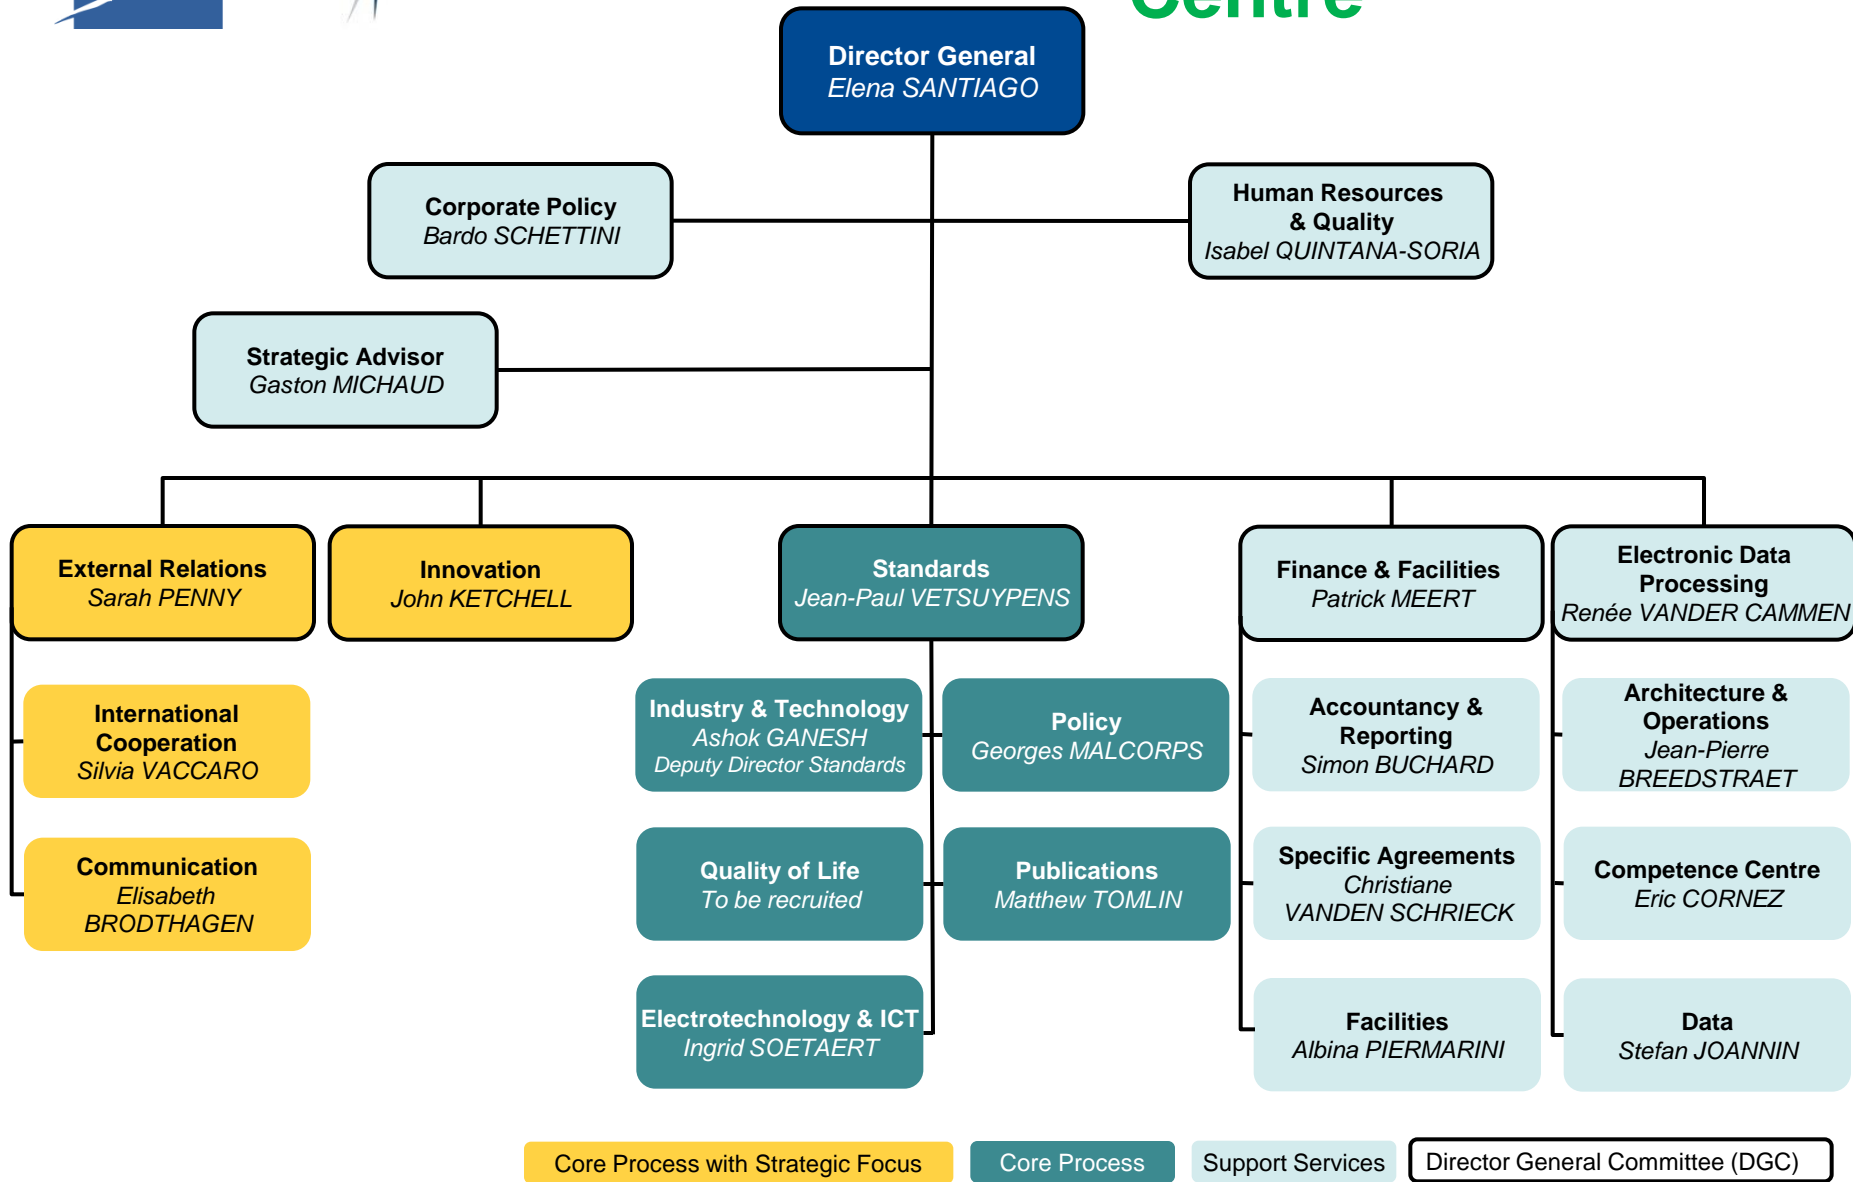 Centre
Director General
Elena SANTIAGO
Corporate Policy
Bardo SCHETTINI
Human Resources
& Quality
Isabel QUINTANA-SORIA
Strategic Advisor
Gaston MICHAUD
External Relations
Sarah PENNY
Innovation
John KETCHELL
Standards
Jean-Paul VETSUYPENS
Finance & Facilities
Patrick MEERT
Electronic Data
Processing
Renée VANDER CAMMEN
International
Cooperation
Silvia VACCARO
Industry & Technology
Ashok GANESH
Deputy Director Standards
Policy
Georges MALCORPS
Accountancy &
Reporting
Simon BUCHARD
Architecture &
Operations
Jean-Pierre
BREEDSTRAET
Communication
Elisabeth
BRODTHAGEN
Quality of Life
To be recruited
Publications
Matthew TOMLIN
Specific Agreements
Christiane
VANDEN SCHRIECK
Competence Centre
Eric CORNEZ
Electrotechnology & ICT
Ingrid SOETAERT
Facilities
Albina PIERMARINI
Data
Stefan JOANNIN
Core Process with Strategic Focus
Core Process
Support Services
Director General Committee (DGC)